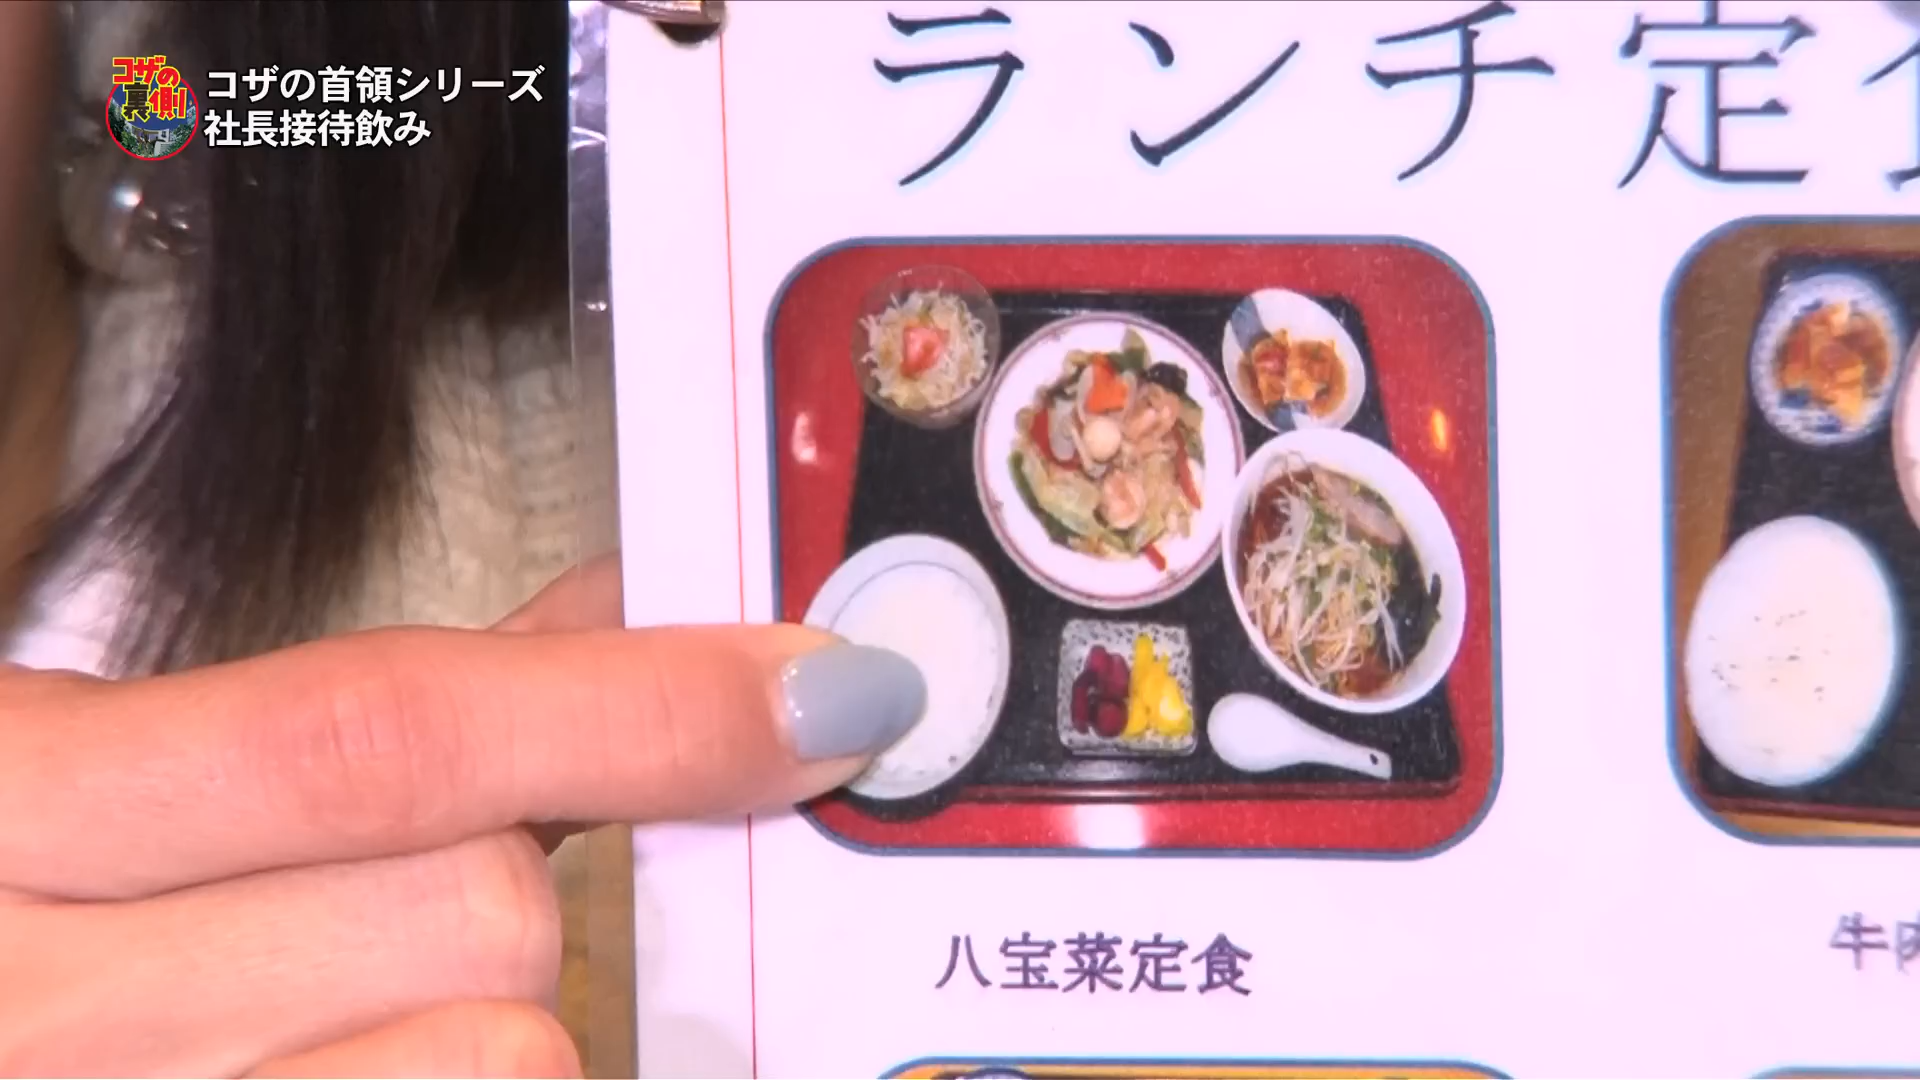 コザの裏側
コザの首領シリーズ
社長接待飲み
ランチ定
八宝菜定食
牛